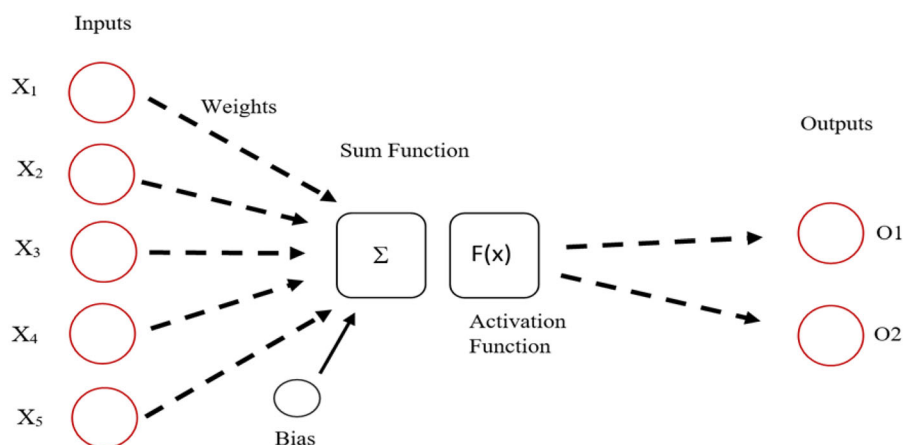 Inputs
X₁
Weights
Outputs
Sum Function
X₂
O1
X₃
Σ
F(x)
X₄
Activation
Function
O2
X₅
Bias